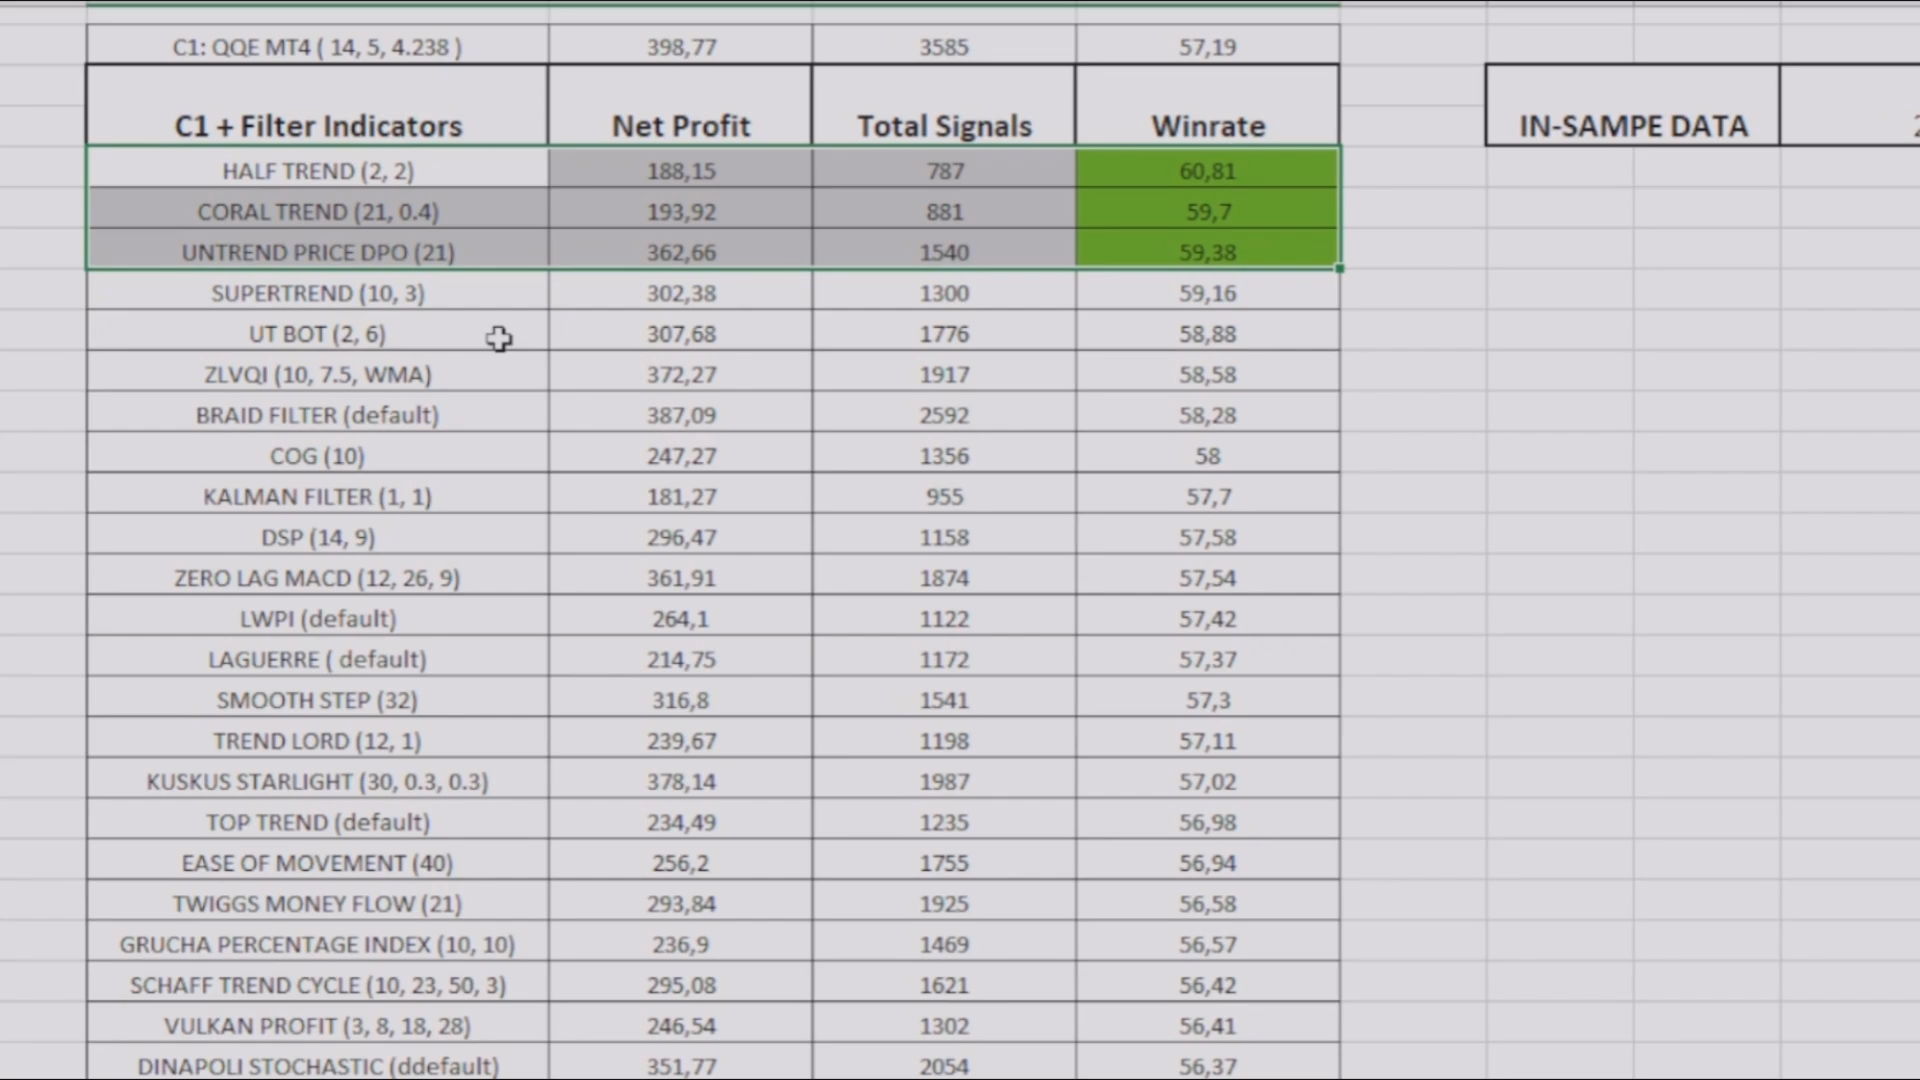 C1: QQE MT4 ( 14, 5, 4.238 ) 398,77 3585 57,19
C1 + Filter Indicators Net Profit Total Signals Winrate IN-SAMPE DATA
HALF TREND (2, 2) 188,15 787 60,81
CORAL TREND (21, 0.4) 193,92 881 59,7
UNTREND PRICE DPO (21) 362,66 1540 59,38
SUPERTREND (10, 3) 302,38 1300 59,16
UT BOT (2, 6) 307,68 1776 58,88
ZLVQI (10, 7.5, WMA) 372,27 1917 58,58
BRAID FILTER (default) 387,09 2592 58,28
COG (10) 247,27 1356 58
KALMAN FILTER (1, 1) 181,27 955 57,7
DSP (14, 9) 296,47 1158 57,58
ZERO LAG MACD (12, 26, 9) 361,91 1874 57,54
LWPI (default) 264,1 1122 57,42
LAGUERRE ( default) 214,75 1172 57,37
SMOOTH STEP (32) 316,8 1541 57,3
TREND LORD (12, 1) 239,67 1198 57,11
KUSKUS STARLIGHT (30, 0.3, 0.3) 378,14 1987 57,02
TOP TREND (default) 234,49 1235 56,98
EASE OF MOVEMENT (40) 256,2 1755 56,94
TWIGGS MONEY FLOW (21) 293,84 1925 56,58
GRUCHA PERCENTAGE INDEX (10, 10) 236,9 1469 56,57
SCHAFF TREND CYCLE (10, 23, 50, 3) 295,08 1621 56,42
VULKAN PROFIT (3, 8, 18, 28) 246,54 1302 56,41
DINAPOLI STOCHASTIC (ddefault) 351,77 2054 56,37